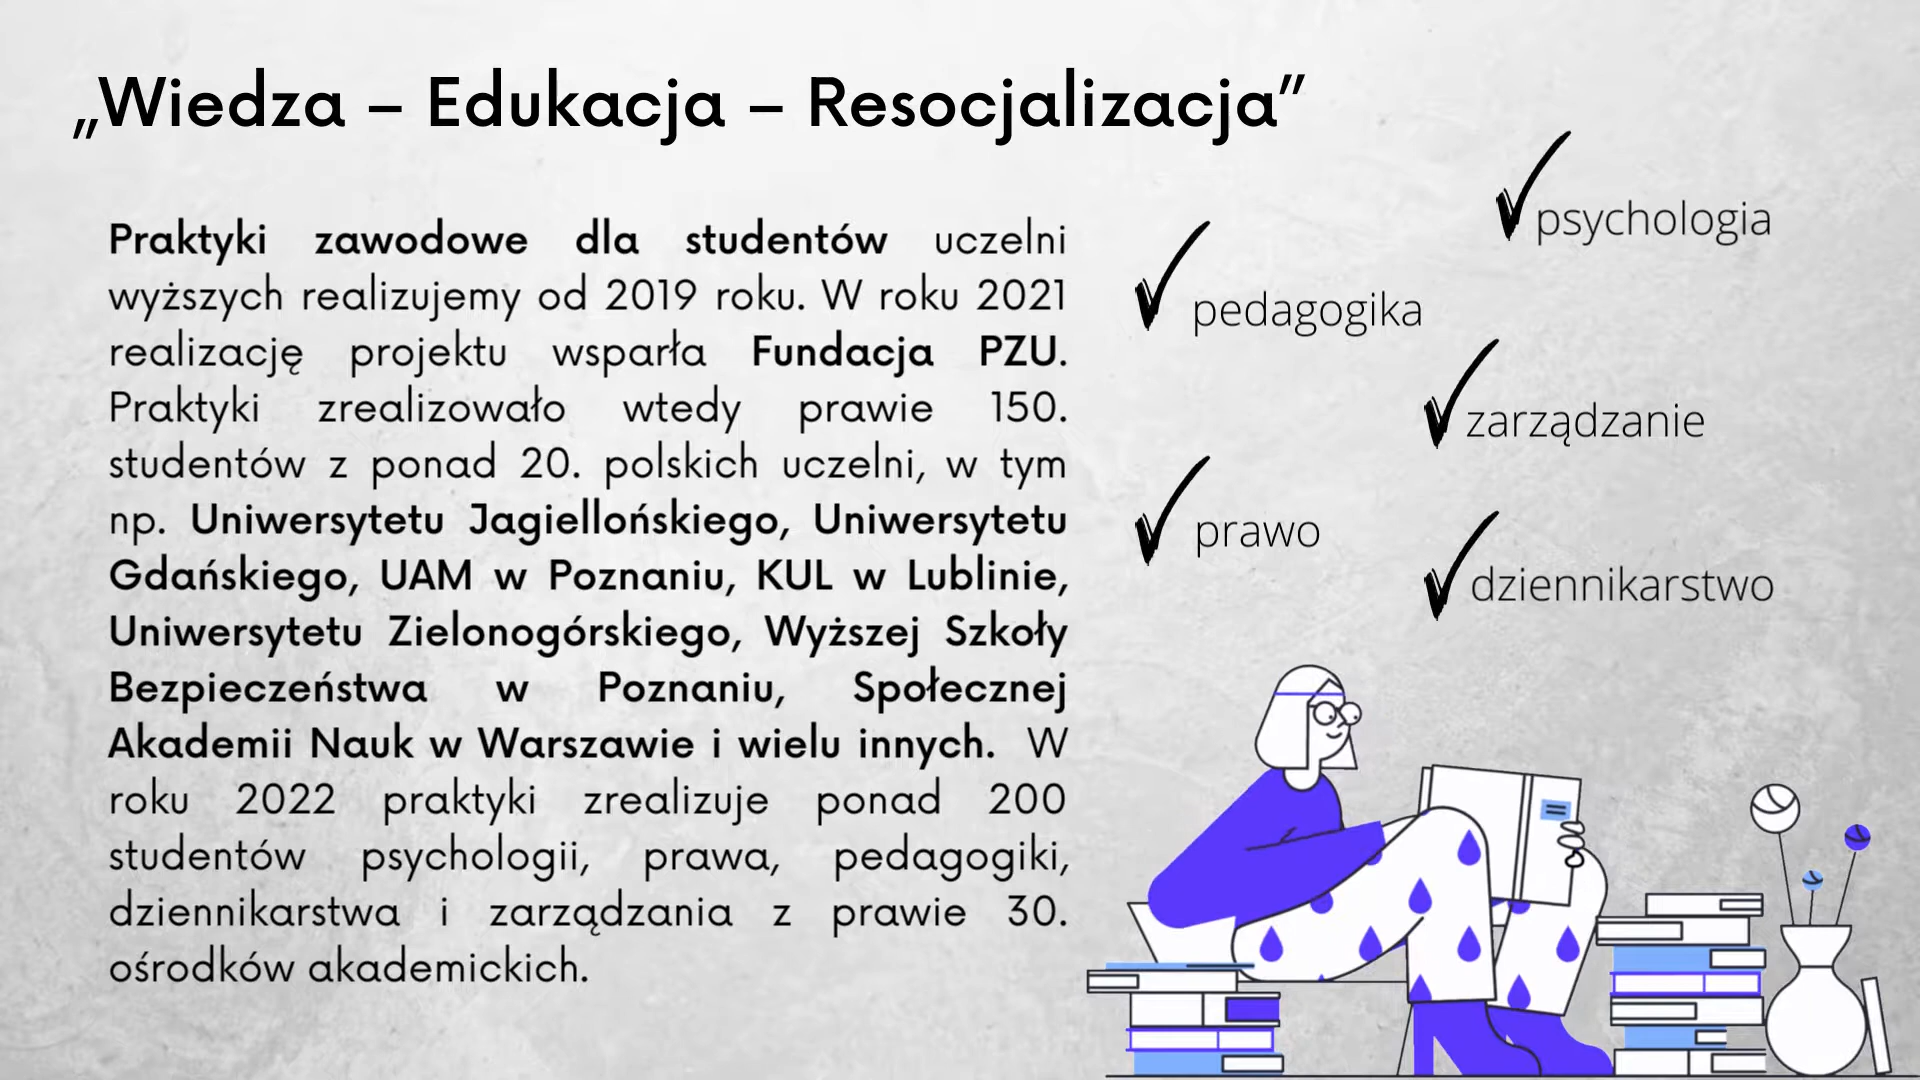 „Wiedza – Edukacja – Resocjalizacja”
Praktyki zawodowe dla studentów uczelni
wyższych realizujemy od 2019 roku. W roku 2021
realizację projektu wsparła Fundacja PZU.
Praktyki zrealizowało wtedy prawie 150.
studentów z ponad 20. polskich uczelni, w tym
np. Uniwersytetu Jagiellońskiego, Uniwersytetu
Gdańskiego, UAM w Poznaniu, KUL w Lublinie,
Uniwersytetu Zielonogórskiego, Wyższej Szkoły
Bezpieczeństwa w Poznaniu, Społecznej
Akademii Nauk w Warszawie i wielu innych. W
roku 2022 praktyki zrealizuje ponad 200
studentów psychologii, prawa, pedagogiki,
dziennikarstwa i zarządzania z prawie 30.
ośrodków akademickich.
psychologia
pedagogika
zarządzanie
prawo
dziennikarstwo